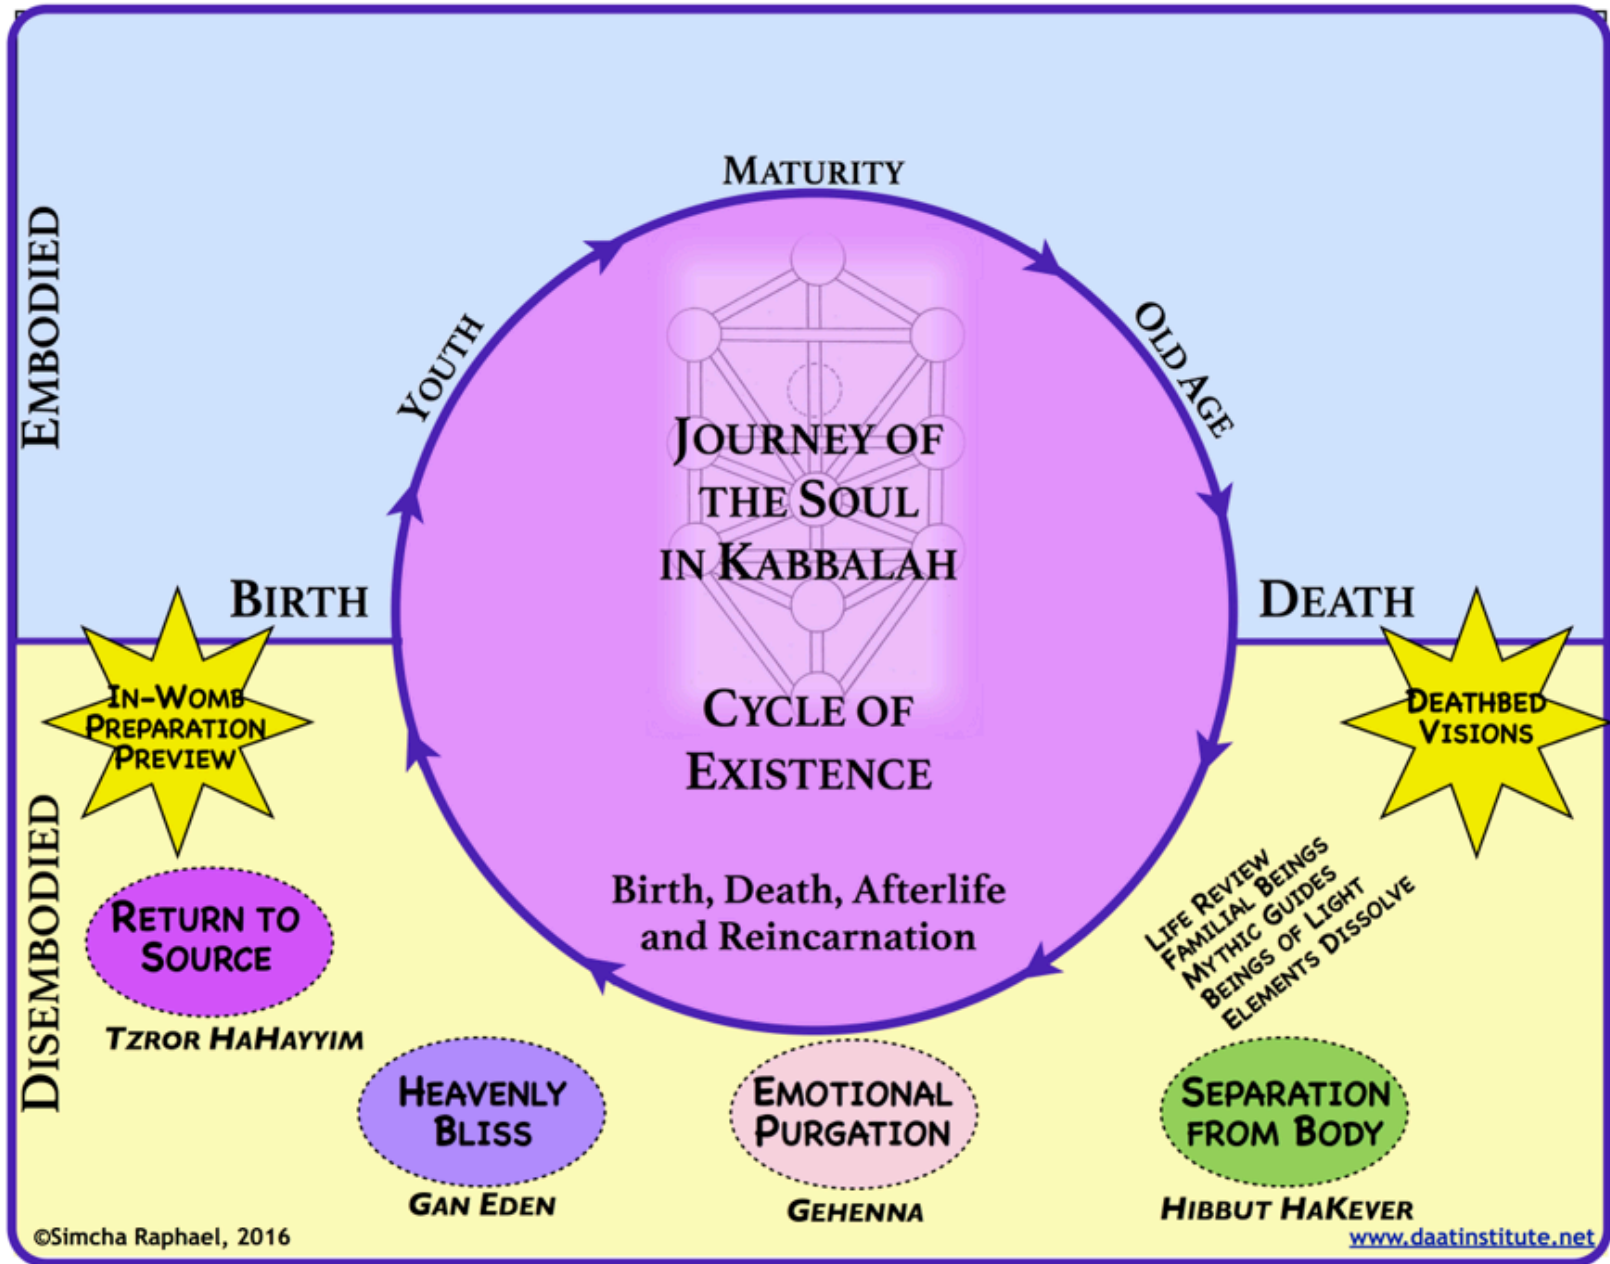 MATURITY
YOUTH
OLD AGE
EMBODIED
JOURNEY OF
THE SOUL
IN KABBALAH
BIRTH
DEATH
IN-WOMB
PREPARATION
PREVIEW
DEATHBED
VISIONS
CYCLE OF
EXISTENCE
DISEMBODIED
Birth, Death, Afterlife
and Reincarnation
LIFE REVIEW
FAMILIAL BEINGS
MYTHIC GUIDES
BEINGS OF LIGHT
ELEMENTS DISSOLVE
RETURN TO
SOURCE
TZROR HAHAYYIM
HEAVENLY
BLISS
GAN EDEN
EMOTIONAL
PURGATION
GEHENNA
SEPARATION
FROM BODY
HIBBUT HAKEVER
©Simcha Raphael, 2016
www.daatinstitute.net